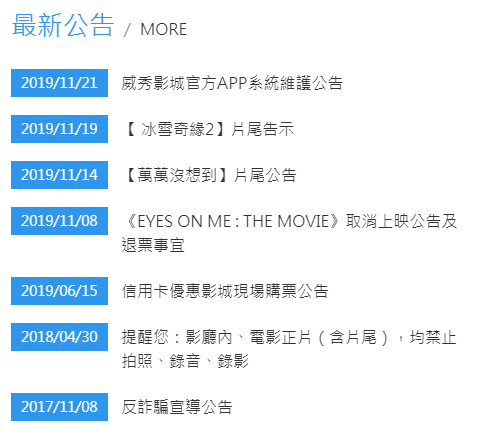 最新公告 / MORE
2019/11/21 威秀影城官方APP系統維護公告
2019/11/19 【 冰雪奇緣2】片尾告示
2019/11/14 【萬萬沒想到】片尾公告
2019/11/08 《EYES ON ME : THE MOVIE》取消上映公告及
退票事宜
2019/06/15 信用卡優惠影城現場購票公告
2018/04/30 提醒您：影廳內、電影正片（含片尾），均禁止
拍照、錄音、錄影
2017/11/08 反詐騙宣導公告